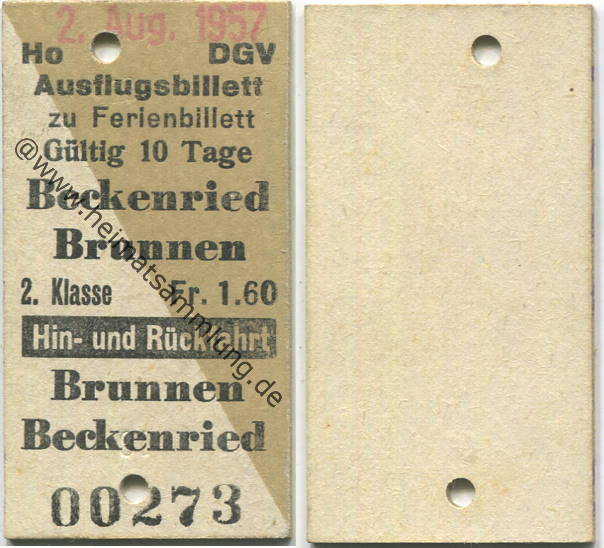 2. Aug. 1957
Ho DGV
Ausflugsbillett
zu Ferienbillett
Gültig 10 Tage
Beckenried
Brunnen
2. Klasse Fr. 1.60
Hin- und Rückfahrt
Brunnen
Beckenried
00273
@www.heimatsammlung.de